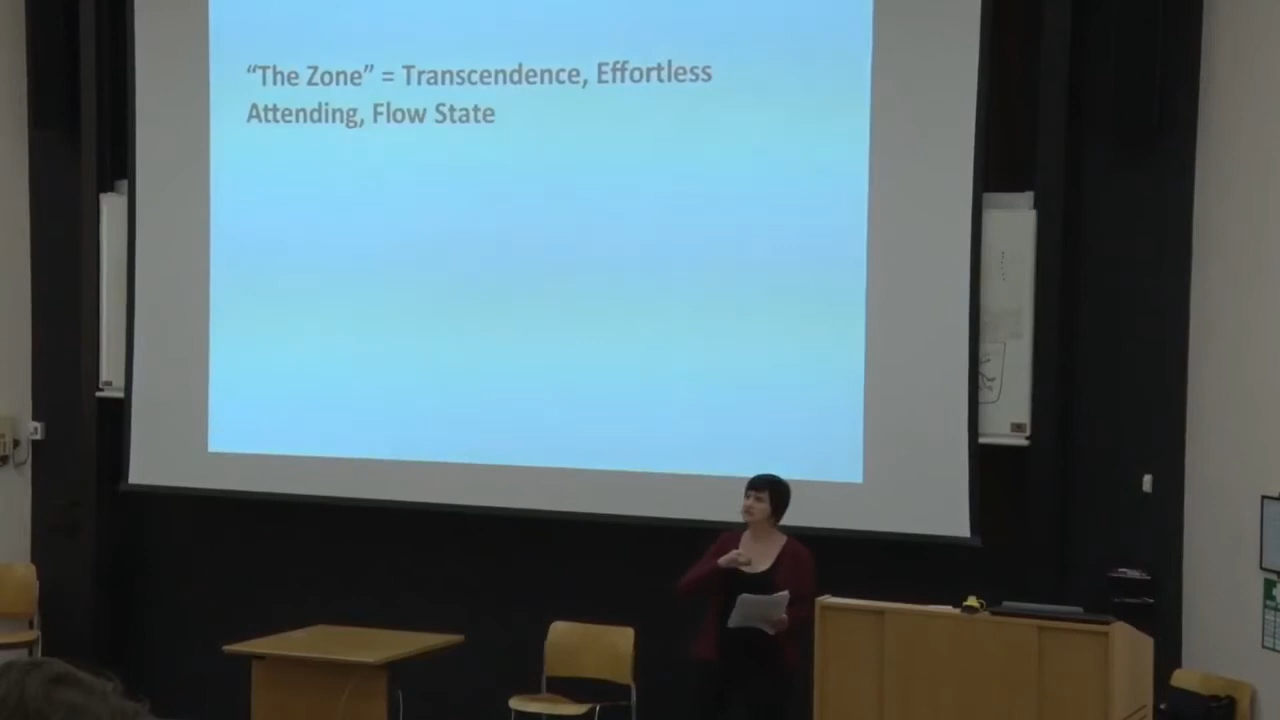 “The Zone” = Transcendence, Effortless
Attending, Flow State